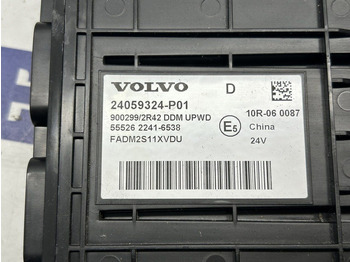 VOLVO D
24059324-P01
900299/2R42 DDM UPWD E5 10R-06 0087
55526 2241-6538 China
FADM2S11XVDU 24V